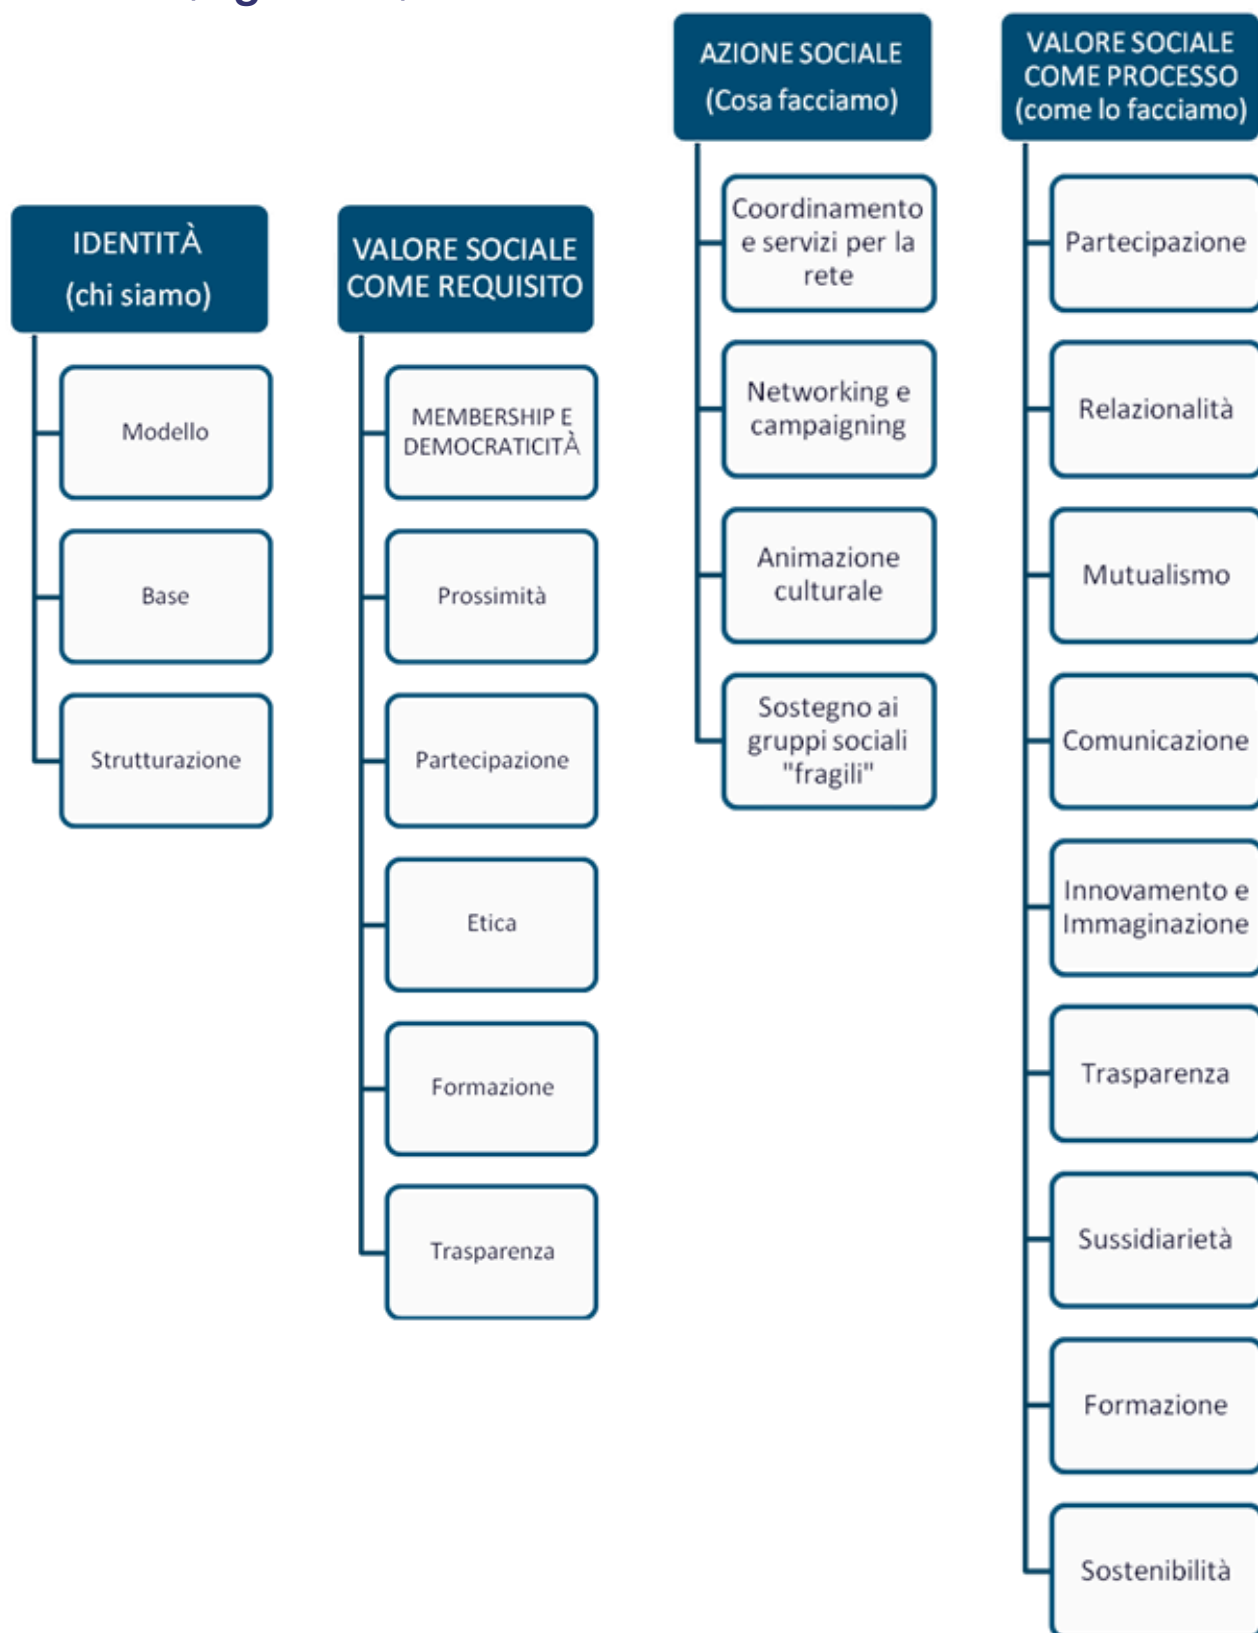 IDENTITÀ
(chi siamo)
Modello
Base
Strutturazione
VALORE SOCIALE
COME REQUISITO
MEMBERSHIP E
DEMOCRATICITÀ
Prossimità
Partecipazione
Etica
Formazione
Trasparenza
AZIONE SOCIALE
(Cosa facciamo)
Coordinamento
e servizi per la
rete
Networking e
campaigning
Animazione
culturale
Sostegno ai
gruppi sociali
"fragili"
VALORE SOCIALE
COME PROCESSO
(come lo facciamo)
Partecipazione
Relazionalità
Mutualismo
Comunicazione
Innovamento e
Immaginazione
Trasparenza
Sussidiarietà
Formazione
Sostenibilità